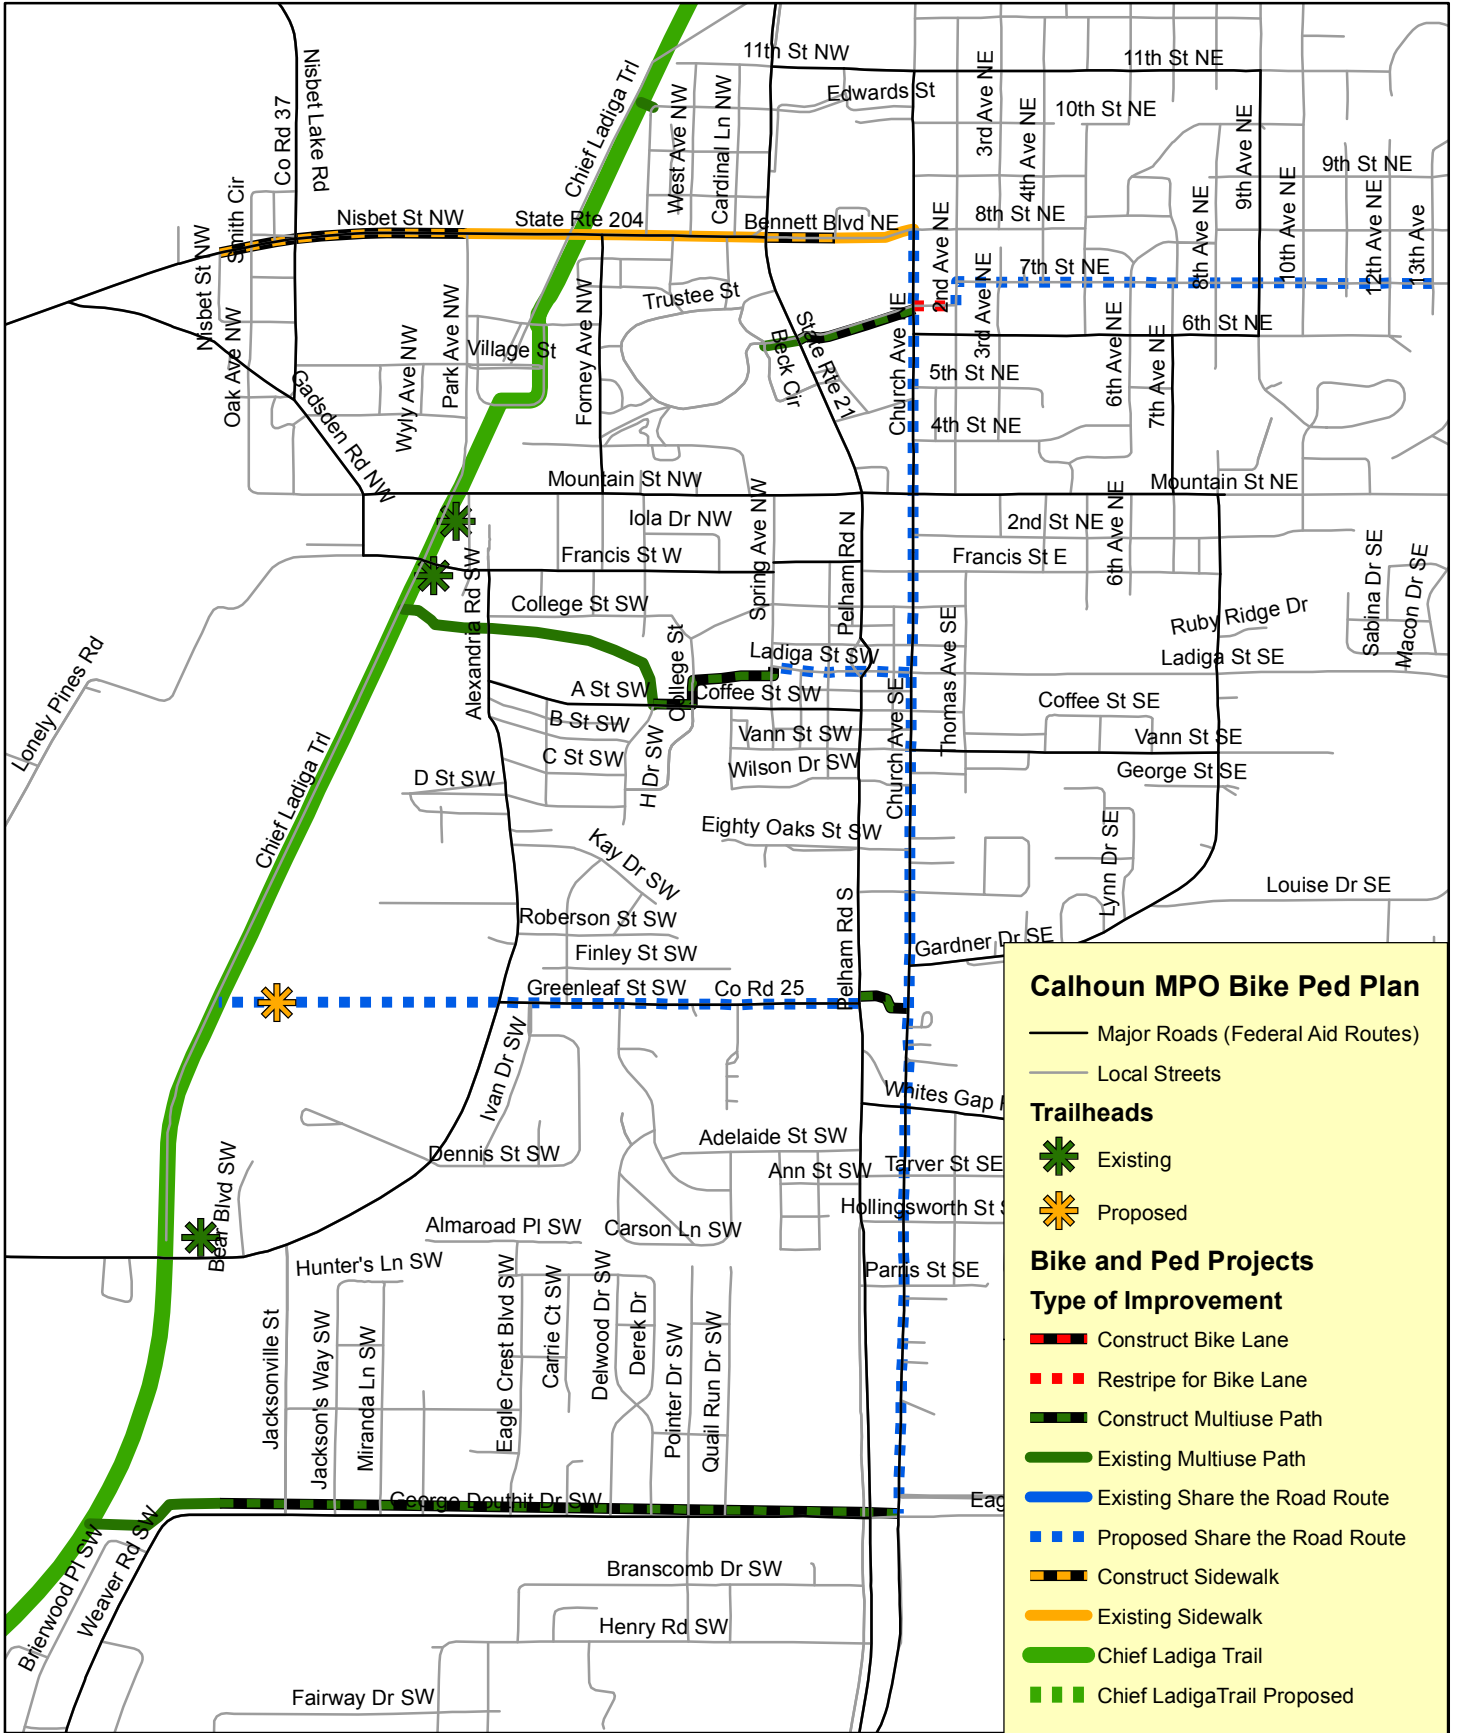 11th St NW
11th St NE
Edwards St
3rd Ave NE
4th Ave NE
10th St NE
9th Ave NE
9th St NE
Nisbet Lake Rd
Co Rd 37
Chief Ladiga Trl
West Ave NW
Cardinal Ln NW
Smith Cir
Nisbet St NW
State Rte 204
Bennett Blvd NE
2nd Ave NE
8th St NE
8th Ave NE
10th Ave NE
12th Ave NE
13th Ave
Nisbet St NW
7th St NE
Trustee St
Oak Ave NW
Wyly Ave NW
Park Ave NW
Village St
Forney Ave NW
Beck Cir
State Rte 21
Church Ave NE
3rd Ave NE
6th St NE
6th Ave NE
7th Ave NE
5th St NE
4th St NE
Gadsden Rd NW
Mountain St NW
Mountain St NE
Iola Dr NW
Spring Ave NW
Pelham Rd N
2nd St NE
6th Ave NE
Francis St W
Francis St E
Alexandria Rd SW
College St SW
College St
Ladiga St SW
Thomas Ave SE
Ruby Ridge Dr
Sabina Dr SE
Macon Dr SE
Ladiga St SE
Lonely Pines Rd
A St SW
Coffee St SW
Coffee St SE
B St SW
Vann St SW
Vann St SE
C St SW
H Dr SW
Wilson Dr SW
Church Ave SE
George St SE
D St SW
Chief Ladiga Trl
Eighty Oaks St SW
Kay Dr SW
Lynn Dr SE
Louise Dr SE
Roberson St SW
Pelham Rd S
Finley St SW
Gardner Dr SE
Greenleaf St SW
Co Rd 25
Ivan Dr SW
Whites Gap
Dennis St SW
Adelaide St SW
Ann St SW
Tarver St SE
Hollingsworth St
Bear Blvd SW
Almaroad Pl SW
Carson Ln SW
Hunter's Ln SW
Parris St SE
Jacksonville St
Jackson's Way SW
Miranda Ln SW
Eagle Crest Blvd SW
Carrie Ct SW
Delwood Dr SW
Derek Dr
Pointer Dr SW
Quail Run Dr SW
George Douthit Dr SW
Eag
Brierwood Pl SW
Weaver Rd SW
Branscomb Dr SW
Henry Rd SW
Fairway Dr SW
Calhoun MPO Bike Ped Plan
Major Roads (Federal Aid Routes)
Local Streets
Trailheads
Existing
Proposed
Bike and Ped Projects
Type of Improvement
Construct Bike Lane
Restripe for Bike Lane
Construct Multiuse Path
Existing Multiuse Path
Existing Share the Road Route
Proposed Share the Road Route
Construct Sidewalk
Existing Sidewalk
Chief Ladiga Trail
Chief LadigaTrail Proposed